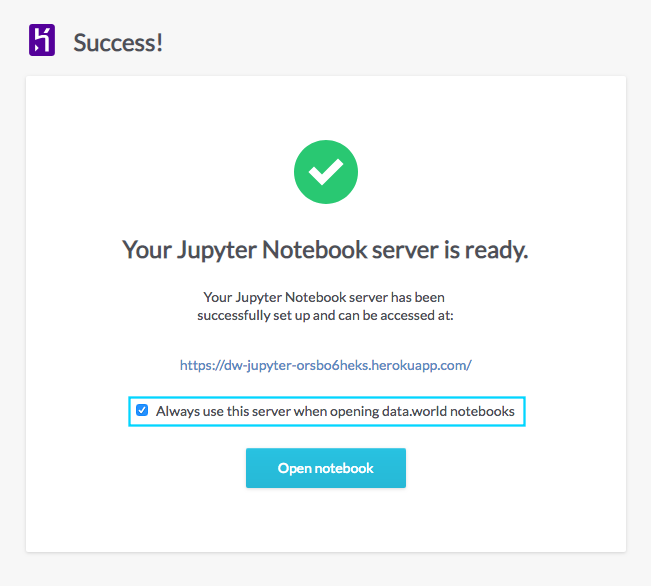 Success!
Your Jupyter Notebook server is ready.
Your Jupyter Notebook server has been
successfully set up and can be accessed at:
https://dw-jupyter-orsbo6heks.herokuapp.com/
Always use this server when opening data.world notebooks
Open notebook